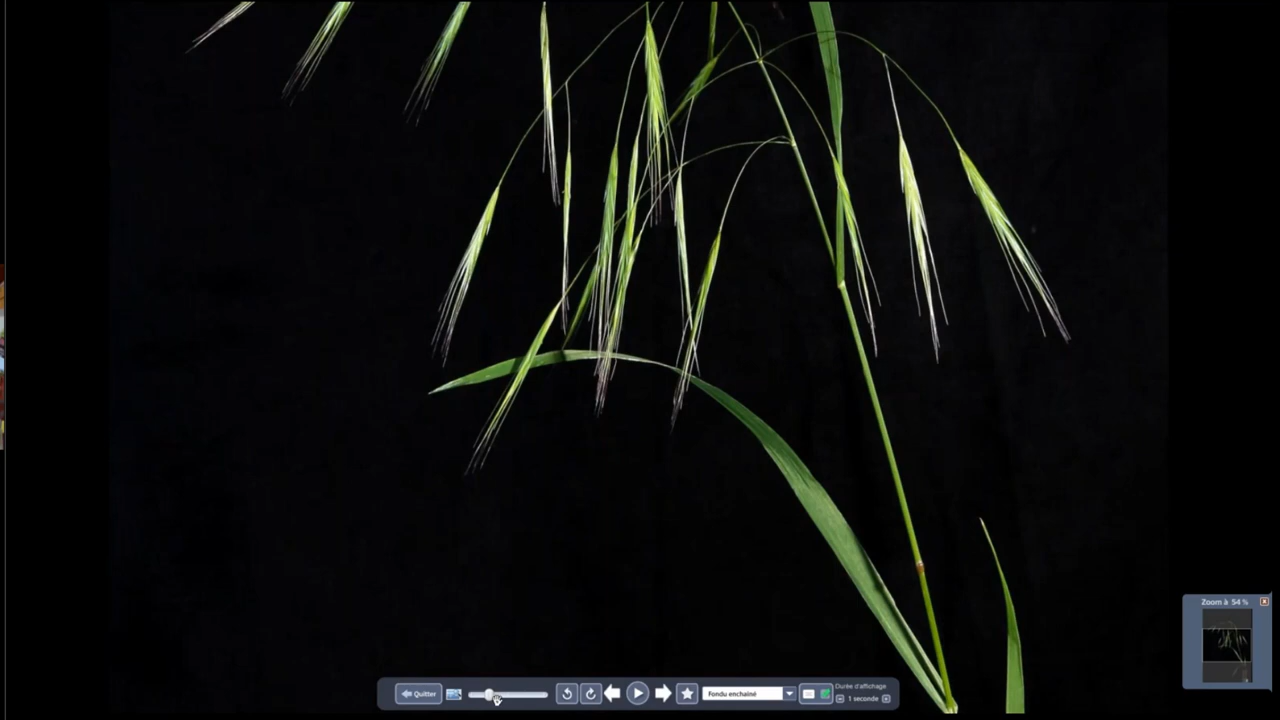 Zoom à 54 %
Quitter
Fondu enchaîné
Durée d'affichage
1 seconde